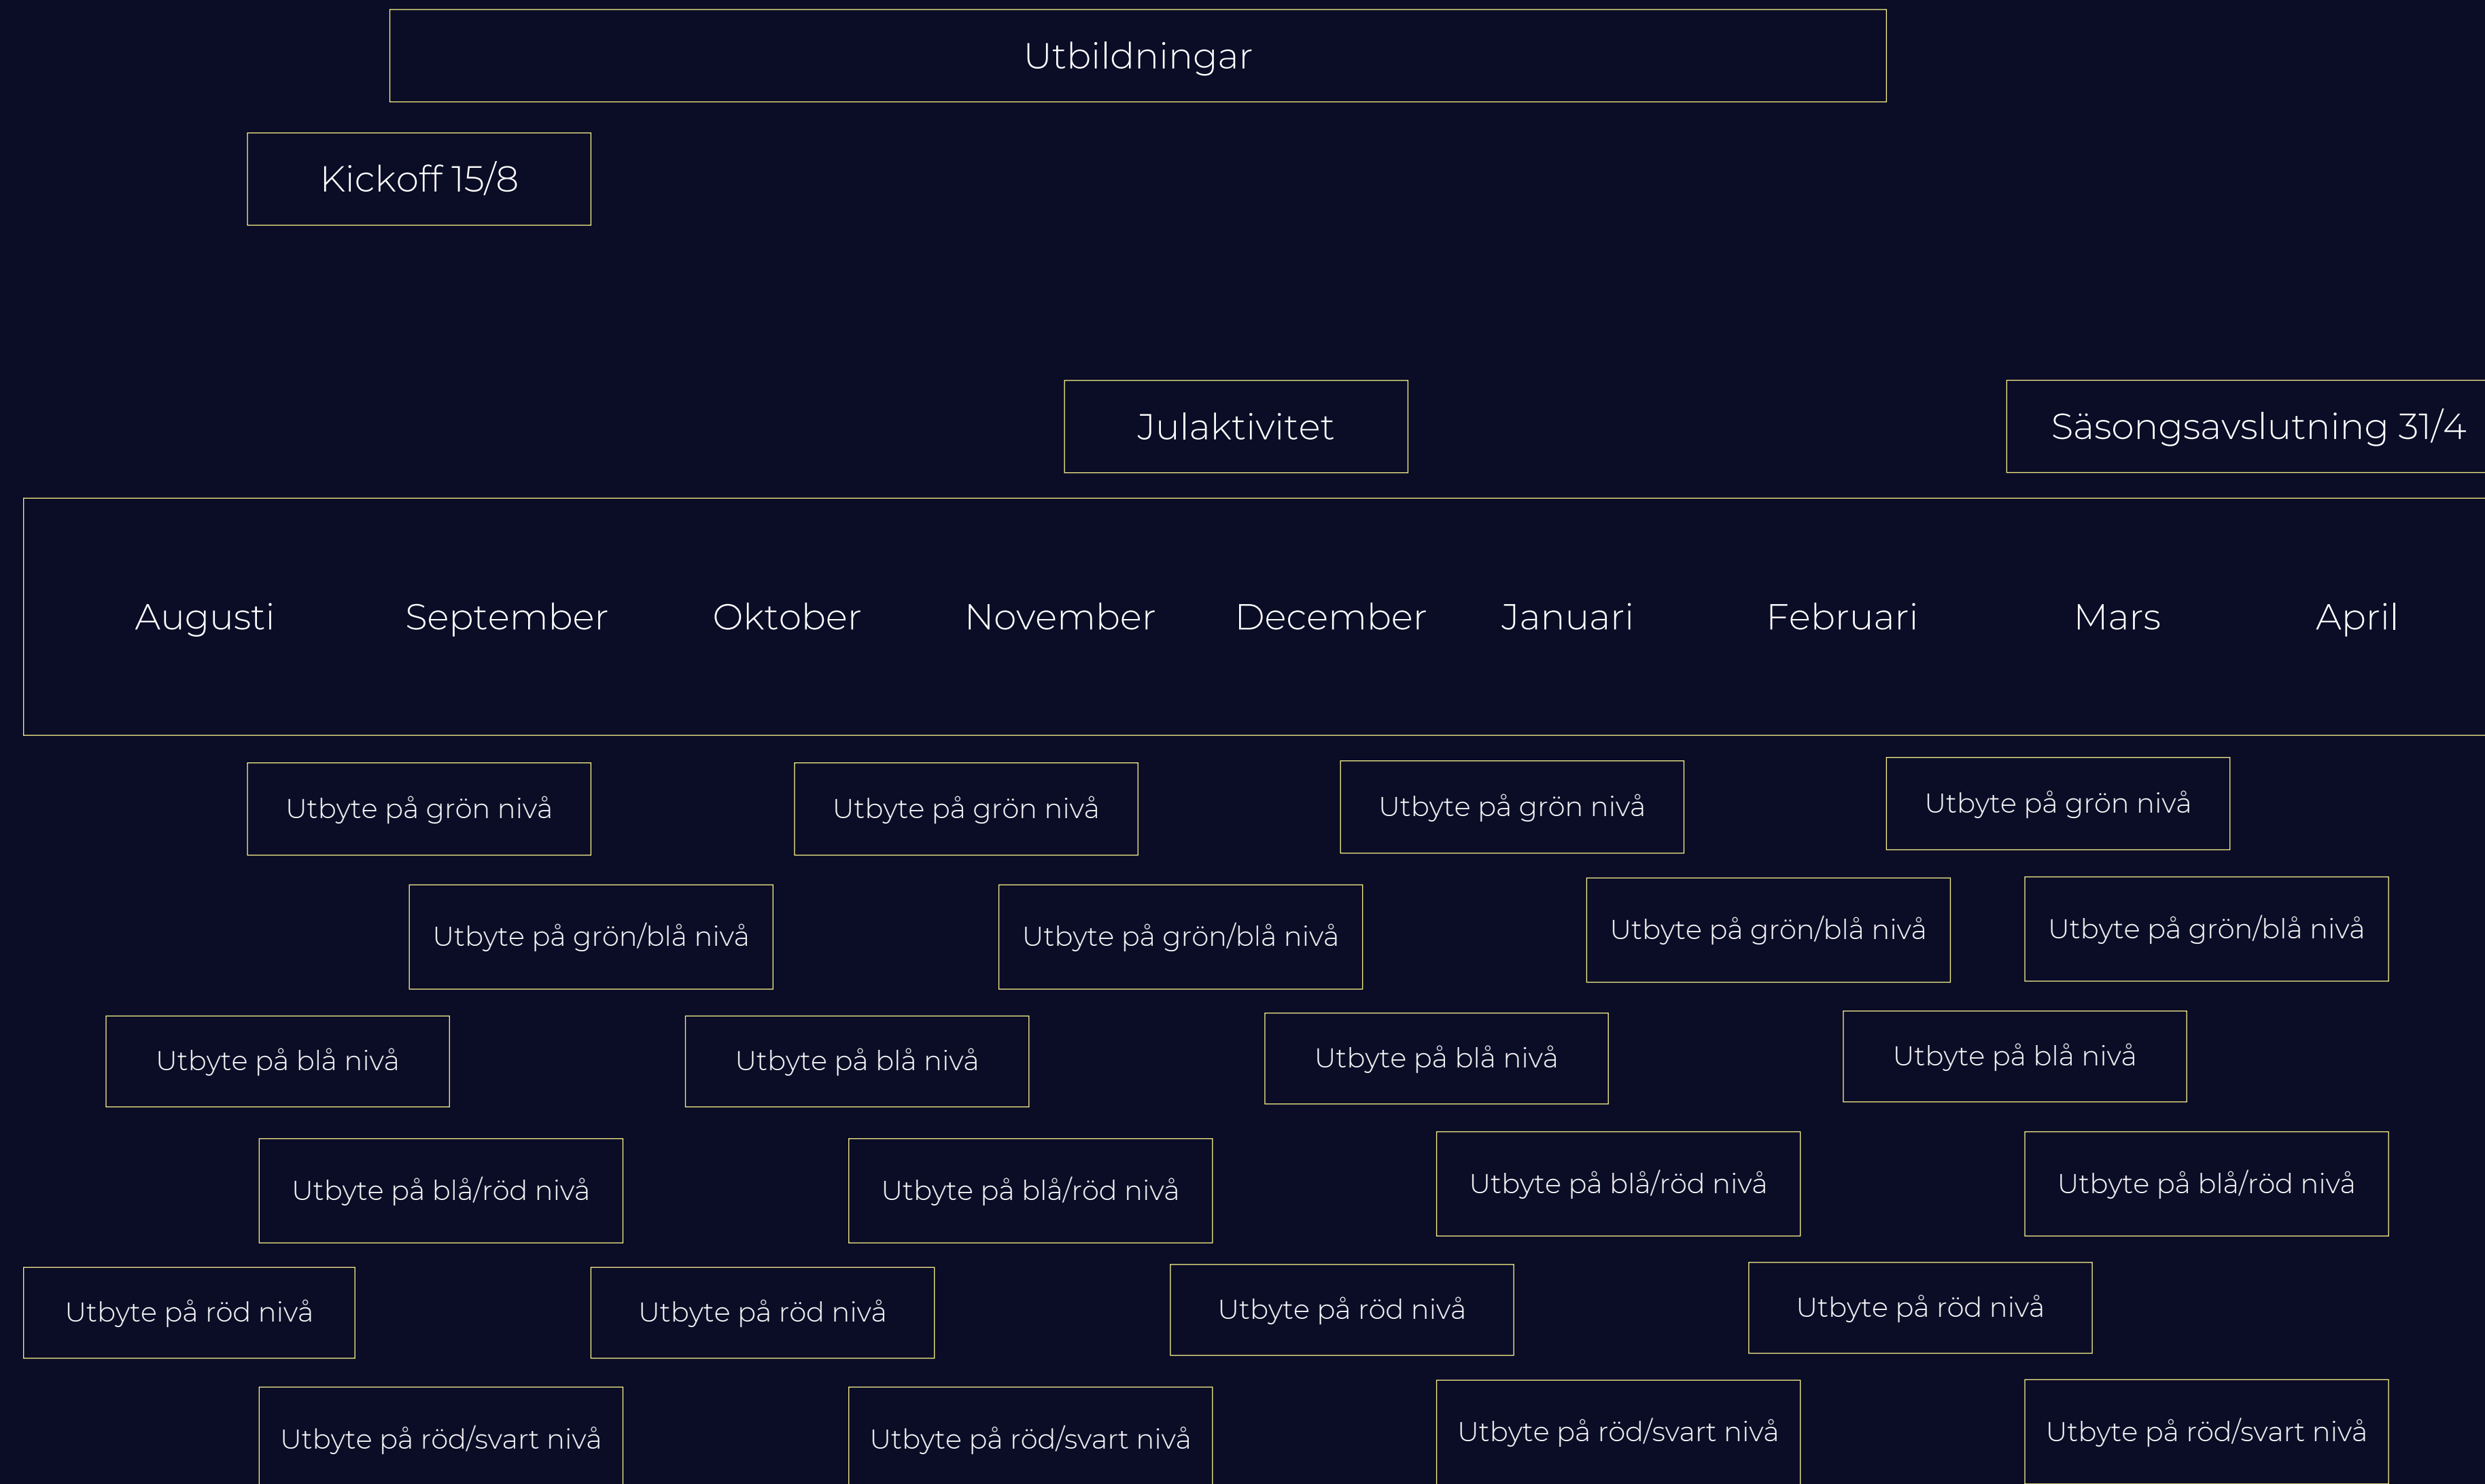 Utbildningar
Kickoff 15/8
Julaktivitet
Säsongsavslutning 31/4
Augusti September Oktober November December Januari Februari Mars April
Utbyte på grön nivå Utbyte på grön nivå Utbyte på grön nivå Utbyte på grön nivå
Utbyte på grön/blå nivå Utbyte på grön/blå nivå Utbyte på grön/blå nivå Utbyte på grön/blå nivå
Utbyte på blå nivå Utbyte på blå nivå Utbyte på blå nivå Utbyte på blå nivå
Utbyte på blå/röd nivå Utbyte på blå/röd nivå Utbyte på blå/röd nivå Utbyte på blå/röd nivå
Utbyte på röd nivå Utbyte på röd nivå Utbyte på röd nivå Utbyte på röd nivå
Utbyte på röd/svart nivå Utbyte på röd/svart nivå Utbyte på röd/svart nivå Utbyte på röd/svart nivå